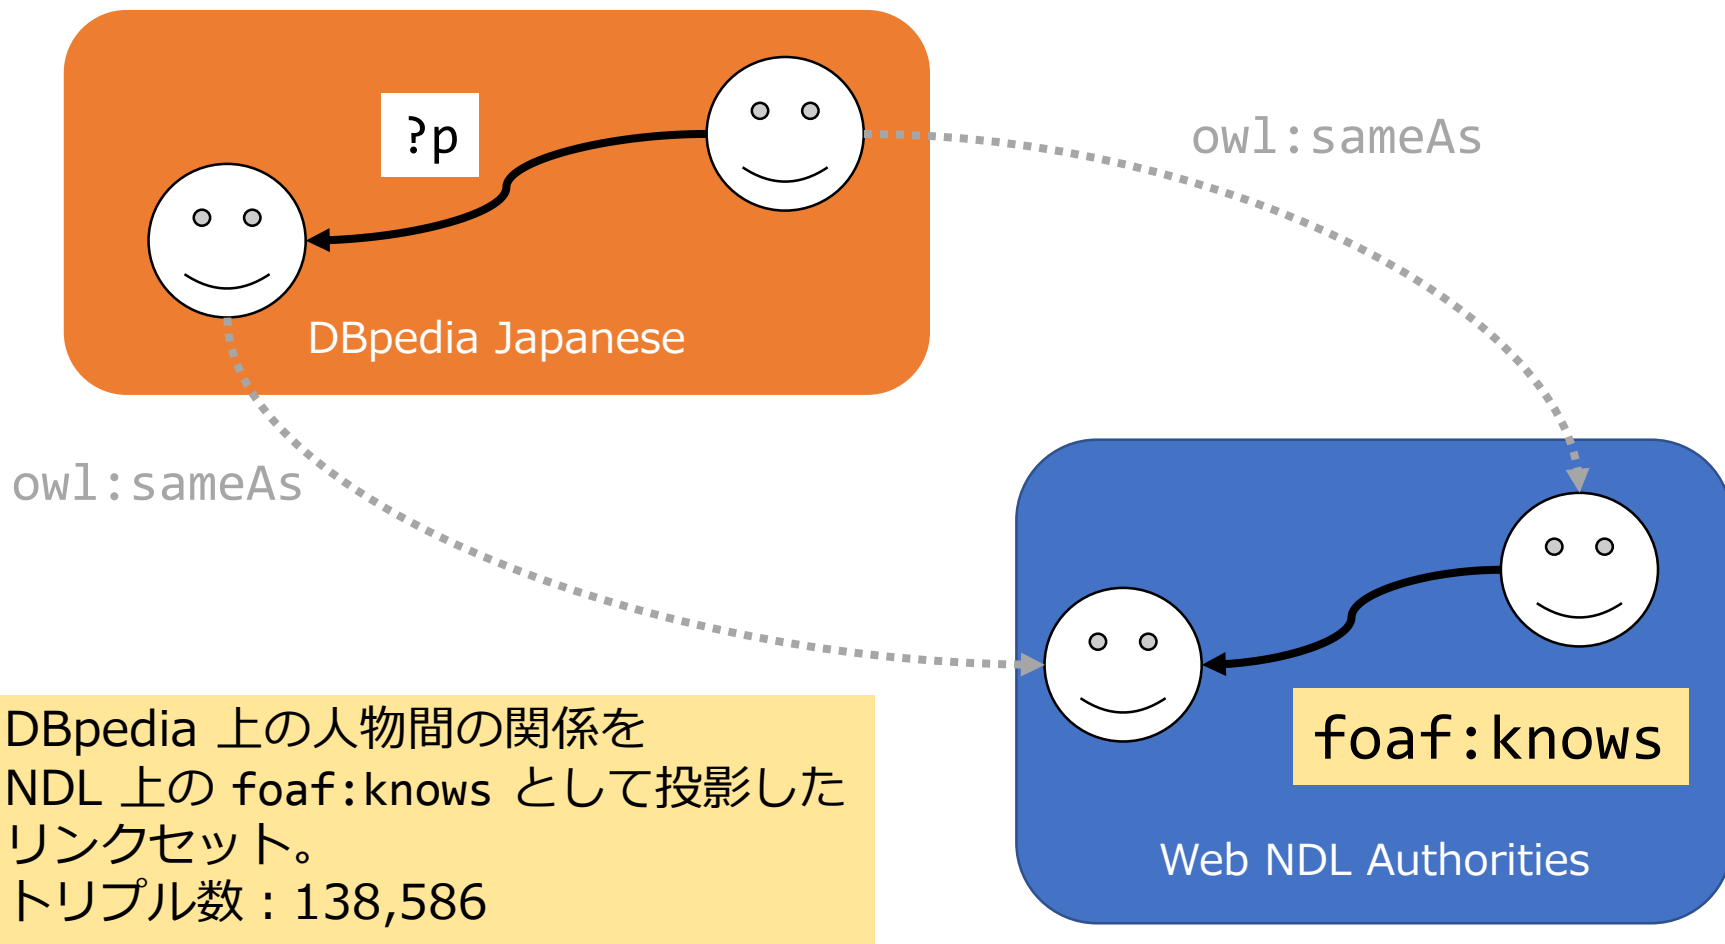 ?p
owl:sameAs
DBpedia Japanese
owl:sameAs
foaf:knows
Web NDL Authorities
DBpedia 上の人物間の関係を
NDL 上の foaf:knows として投影した
リンクセット。
トリプル数：138,586